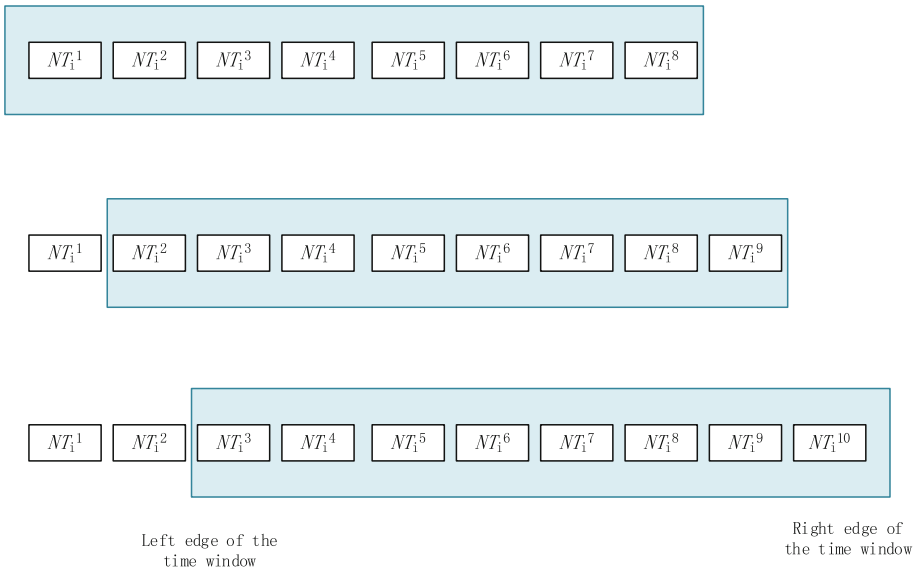 NTi1 NTi2 NTi3 NTi4 NTi5 NTi6 NTi7 NTi8
NTi1 NTi2 NTi3 NTi4 NTi5 NTi6 NTi7 NTi8 NTi9
NTi1 NTi2 NTi3 NTi4 NTi5 NTi6 NTi7 NTi8 NTi9 NTi10
Left edge of the
time window
Right edge of
the time window